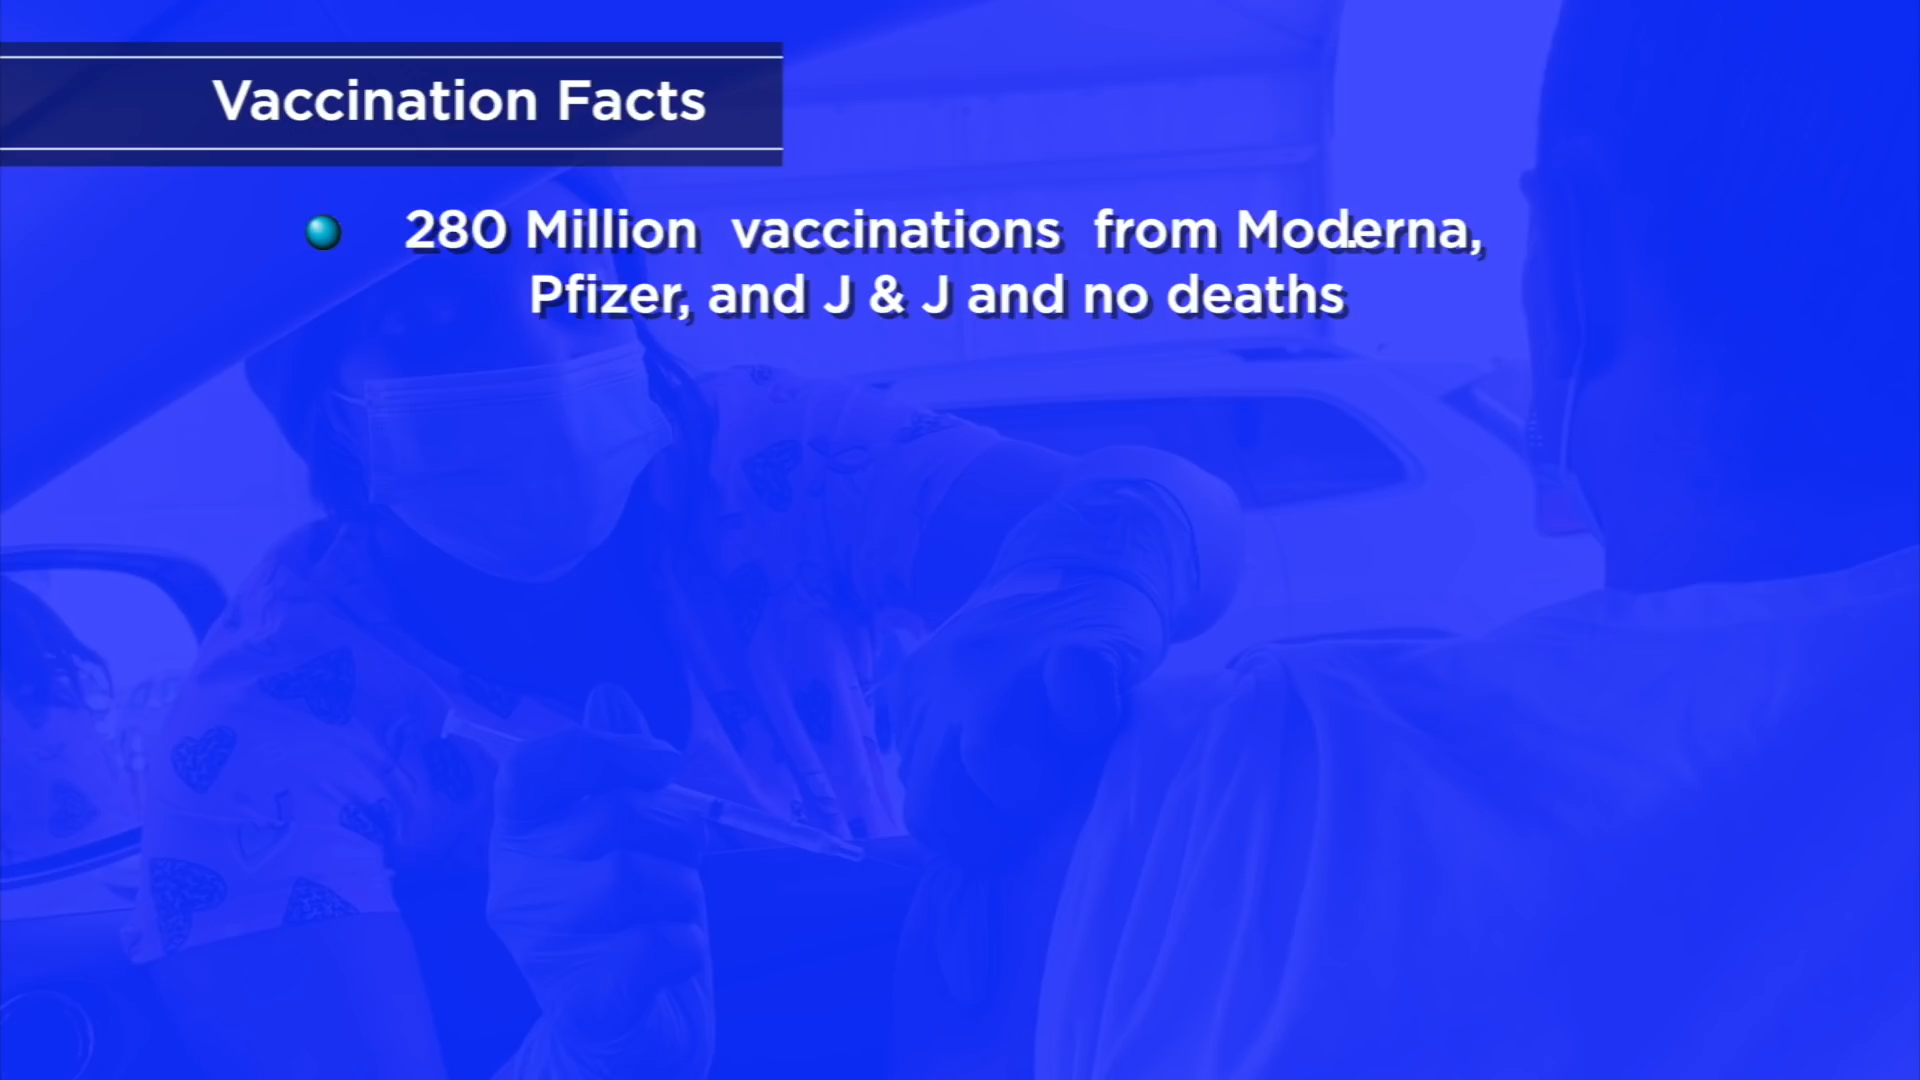 Vaccination Facts
280 Million vaccinations from Moderna,
Pfizer, and J & J and no deaths